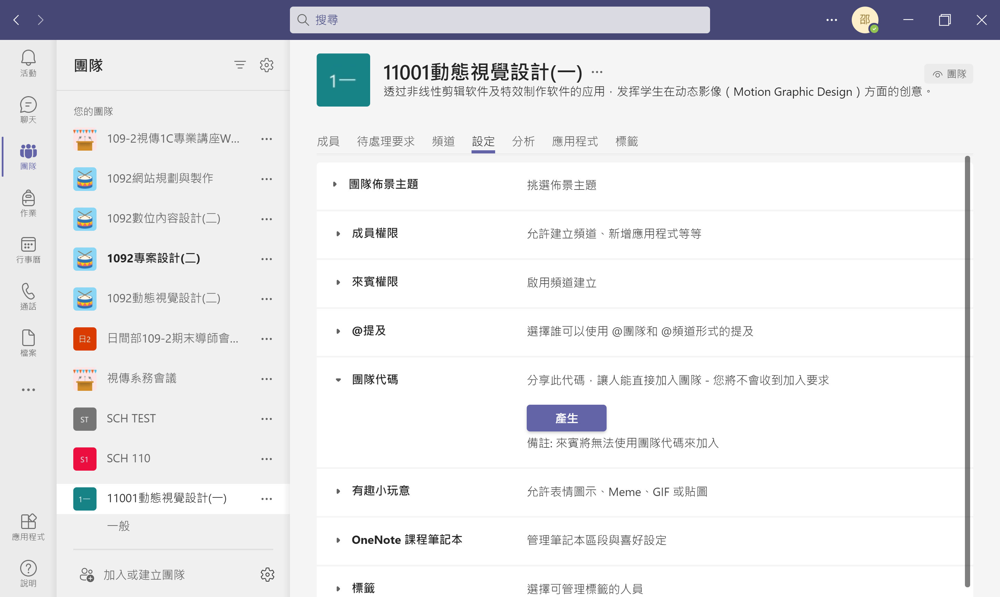 搜尋
邵
活動
聊天
團隊
作業
行事曆
通話
檔案
應用程式
說明
團隊
您的團隊
109-2視傳1C專業講座W...
1092網站規劃與製作
1092數位內容設計(二)
1092專案設計(二)
1092動態視覺設計(二)
日2
日間部109-2期末導師會...
視傳系務會議
ST
SCH TEST
S1
SCH 110
1一
11001動態視覺設計(一)
一般
加入或建立團隊
1一
11001動態視覺設計(一)
團隊
透过非线性剪辑软件及特效制作软件的应用，发挥学生在动态影像（Motion Graphic Design）方面的创意。
成員 待處理要求 頻道 設定 分析 應用程式 標籤
團隊佈景主題 挑選佈景主題
成員權限 允許建立頻道、新增應用程式等等
來賓權限 啟用頻道建立
@提及 選擇誰可以使用 @團隊和 @頻道形式的提及
團隊代碼 分享此代碼，讓人能直接加入團隊 - 您將不會收到加入要求
產生
備註: 來賓將無法使用團隊代碼來加入
有趣小玩意 允許表情圖示、Meme、GIF 或貼圖
OneNote 課程筆記本 管理筆記本區段與喜好設定
標籤 選擇可管理標籤的人員